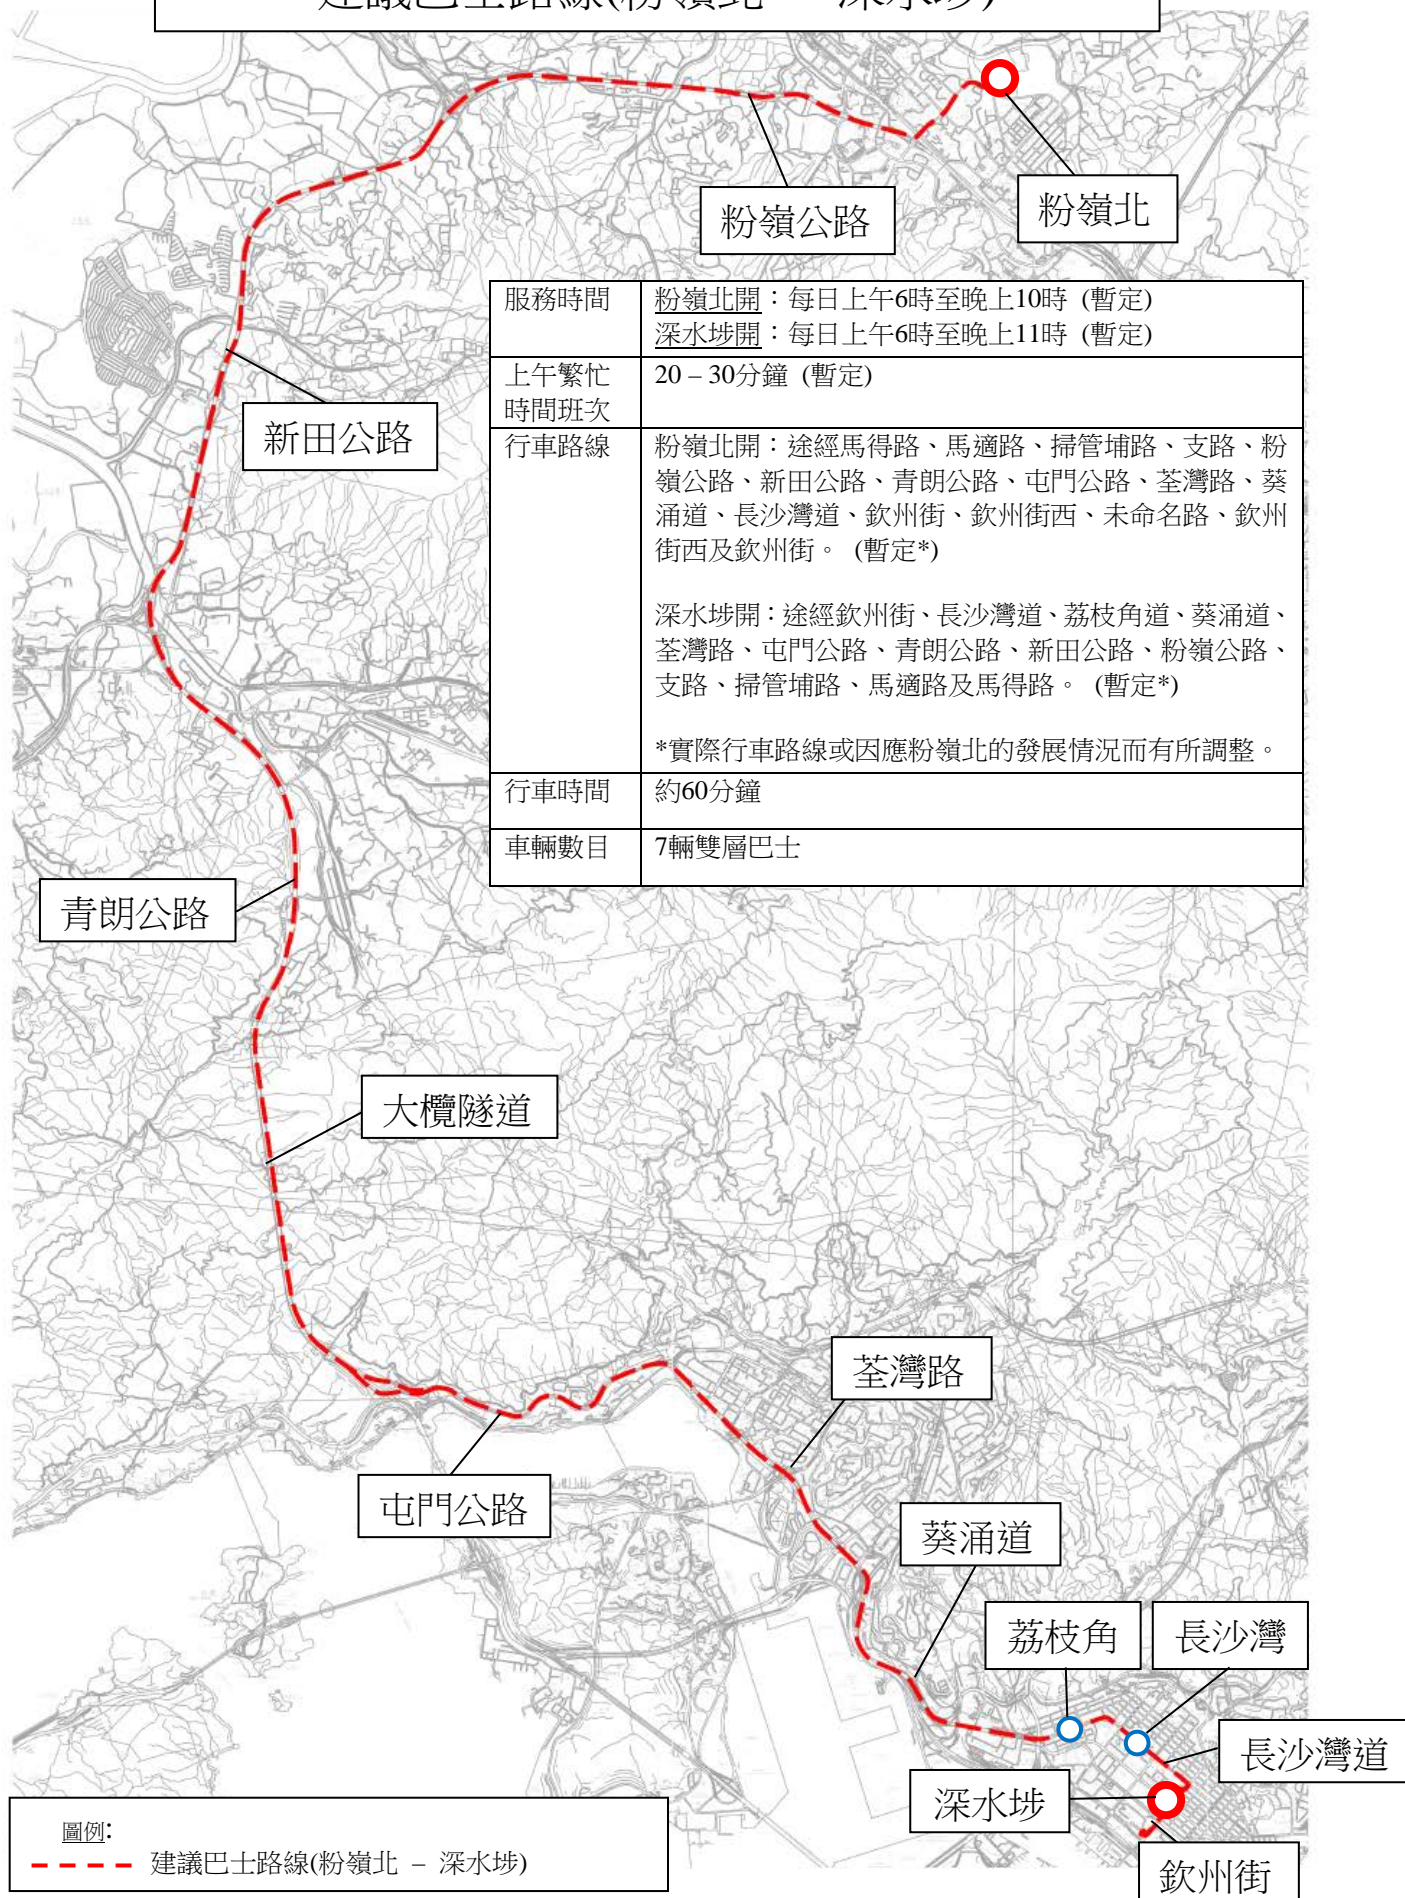 建議巴士路線(粉嶺北 – 深水埗)
粉嶺公路
粉嶺北
服務時間
粉嶺北開：每日上午6時至晚上10時 (暫定)
深水埗開：每日上午6時至晚上11時 (暫定)
上午繁忙
時間班次
20 – 30分鐘 (暫定)
行車路線
粉嶺北開：途經馬得路、馬適路、掃管埔路、支路、粉
嶺公路、新田公路、青朗公路、屯門公路、荃灣路、葵
涌道、長沙灣道、欽州街、欽州街西、未命名路、欽州
街西及欽州街。 (暫定*)
深水埗開：途經欽州街、長沙灣道、荔枝角道、葵涌道、
荃灣路、屯門公路、青朗公路、新田公路、粉嶺公路、
支路、掃管埔路、馬適路及馬得路。 (暫定*)
*實際行車路線或因應粉嶺北的發展情況而有所調整。
行車時間
約60分鐘
車輛數目
7輛雙層巴士
新田公路
青朗公路
大欖隧道
荃灣路
屯門公路
葵涌道
荔枝角
長沙灣
長沙灣道
深水埗
欽州街
圖例:
建議巴士路線(粉嶺北 – 深水埗)